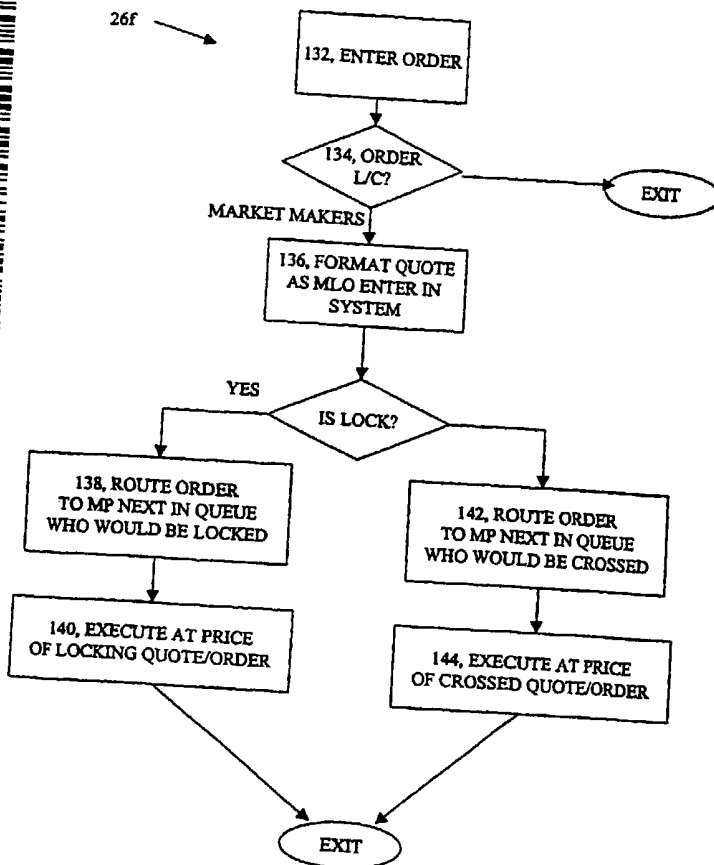 26f
132, ENTER ORDER
134, ORDER
L/C?
EXIT
MARKET MAKERS
136, FORMAT QUOTE
AS MLO ENTER IN
SYSTEM
YES
IS LOCK?
138, ROUTE ORDER
TO MP NEXT IN QUEUE
WHO WOULD BE LOCKED
142, ROUTE ORDER
TO MP NEXT IN QUEUE
WHO WOULD BE CROSSED
140, EXECUTE AT PRICE
OF LOCKING QUOTE/ORDER
144, EXECUTE AT PRICE
OF CROSSED QUOTE/ORDER
EXIT